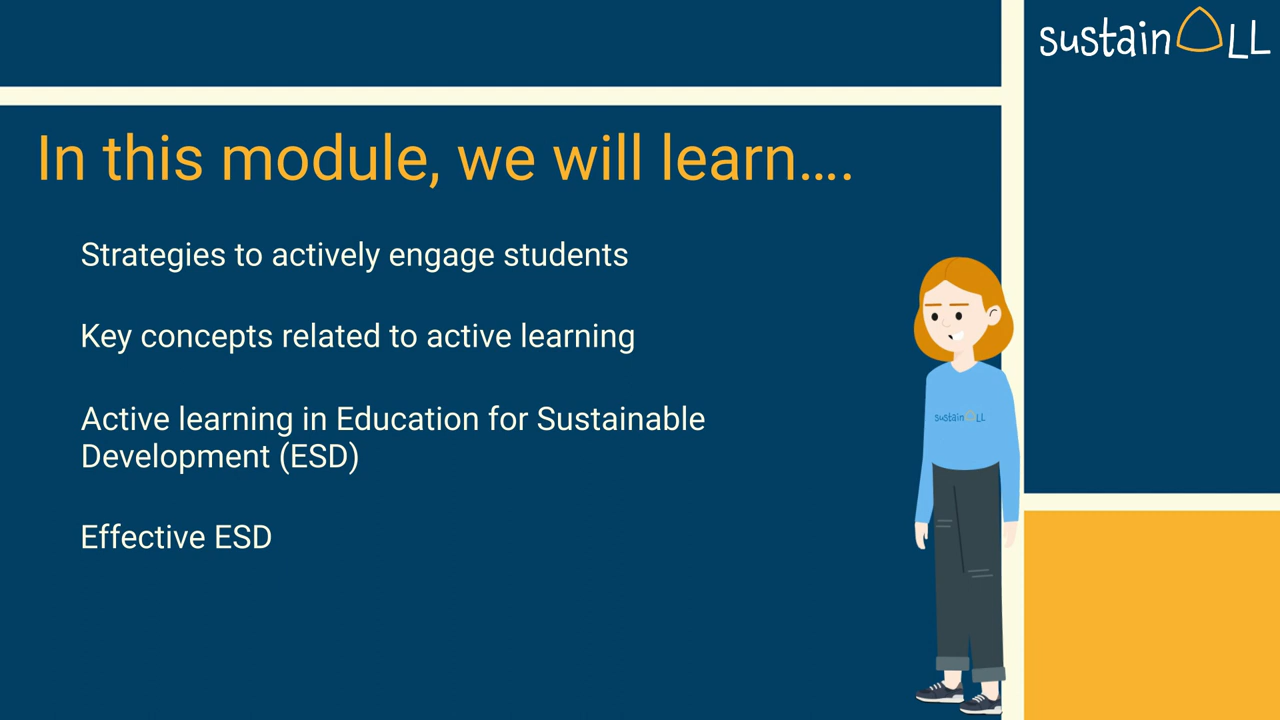 sustainALL
In this module, we will learn....
Strategies to actively engage students
Key concepts related to active learning
Active learning in Education for Sustainable
Development (ESD)
Effective ESD
sustainALL